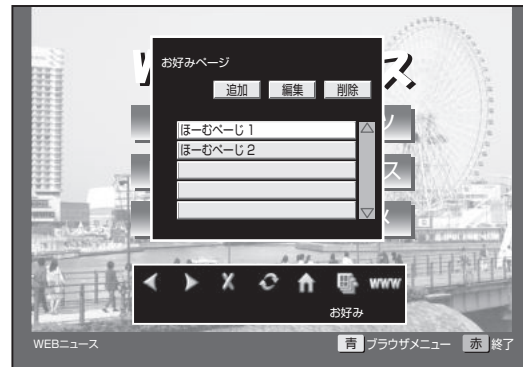 お好みページ
追加 編集 削除
ほーむぺーじ1
ほーむぺーじ2
WWW
お好み
WEBニュース
青 ブラウザメニュー 赤 終了